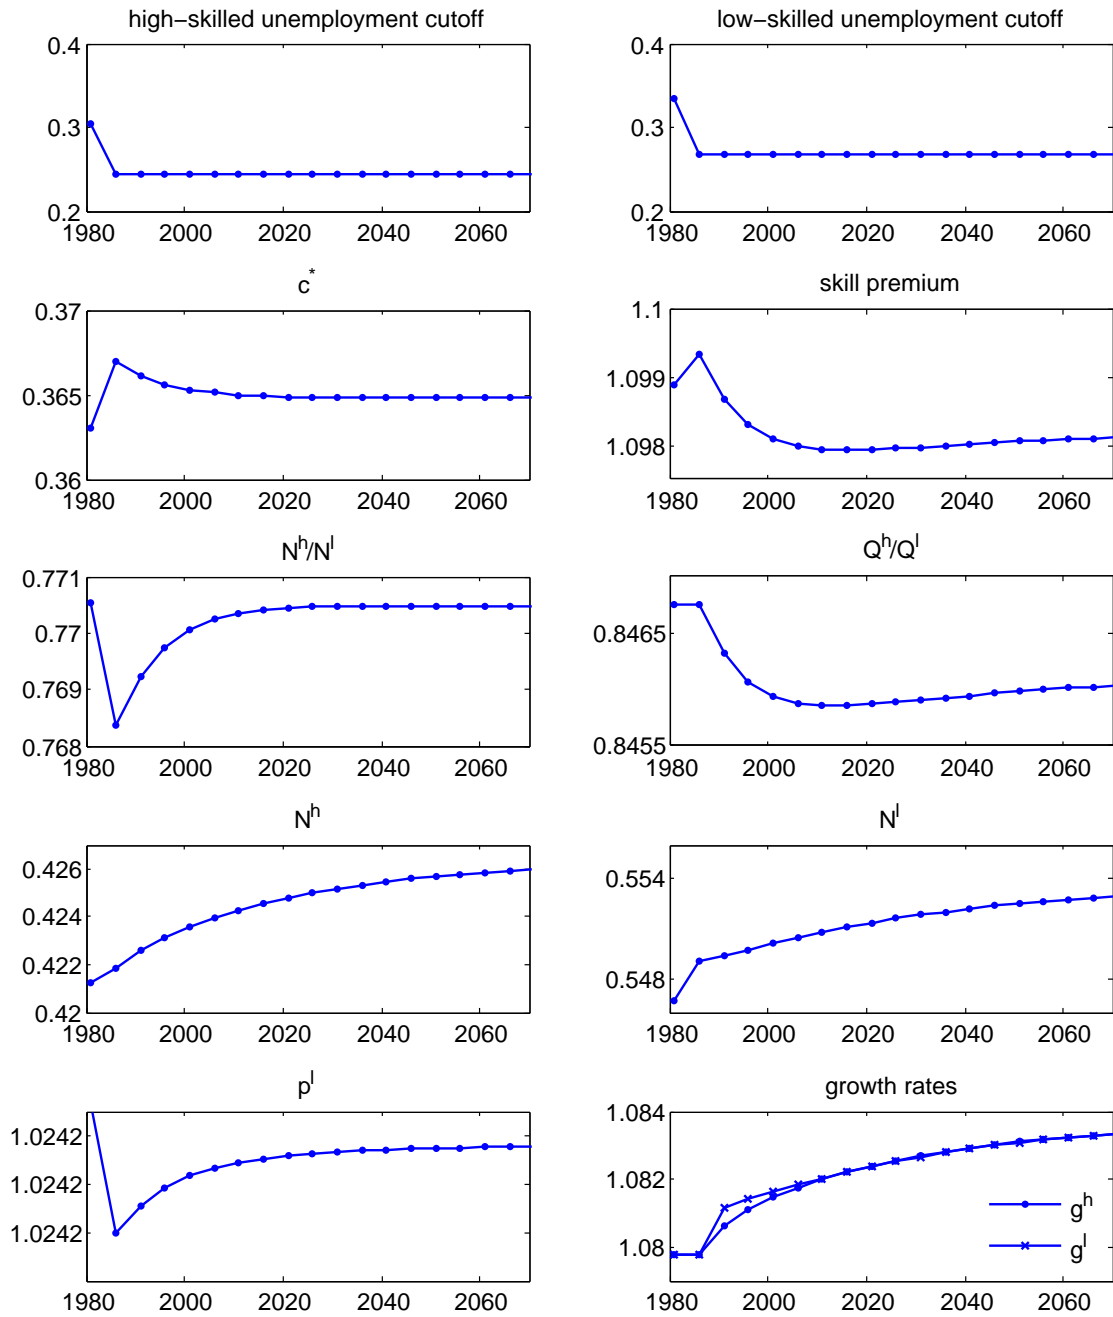 high−skilled unemployment cutoff
low−skilled unemployment cutoff
0.4
0.3
0.2
1980 2000 2020 2040 2060
0.4
0.3
0.2
1980 2000 2020 2040 2060
c*
skill premium
0.37
0.365
0.36
1980 2000 2020 2040 2060
1.1
1.099
1.098
1980 2000 2020 2040 2060
N^h/N^l
Q^h/Q^l
0.771
0.77
0.769
0.768
1980 2000 2020 2040 2060
0.8465
0.8455
1980 2000 2020 2040 2060
N^h
N^l
0.426
0.424
0.422
0.42
1980 2000 2020 2040 2060
0.554
0.548
1980 2000 2020 2040 2060
p^l
growth rates
1.0242
1.0242
1.0242
1980 2000 2020 2040 2060
1.084
1.082
1.08
1980 2000 2020 2040 2060
g^h
g^l